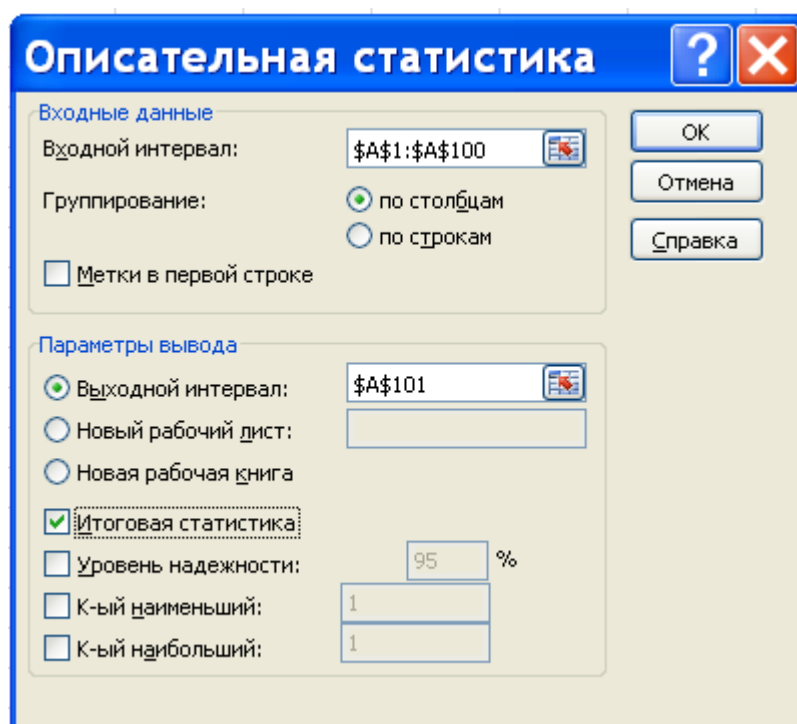 Описательная статистика
Входные данные
Входной интервал: $A$1:$A$100
Группирование: по столбцам
по строкам
Метки в первой строке
OK
Отмена
Справка
Параметры вывода
Выходной интервал: $A$101
Новый рабочий лист:
Новая рабочая книга
Итоговая статистика
Уровень надежности: 95 %
К-ый наименьший: 1
К-ый наибольший: 1